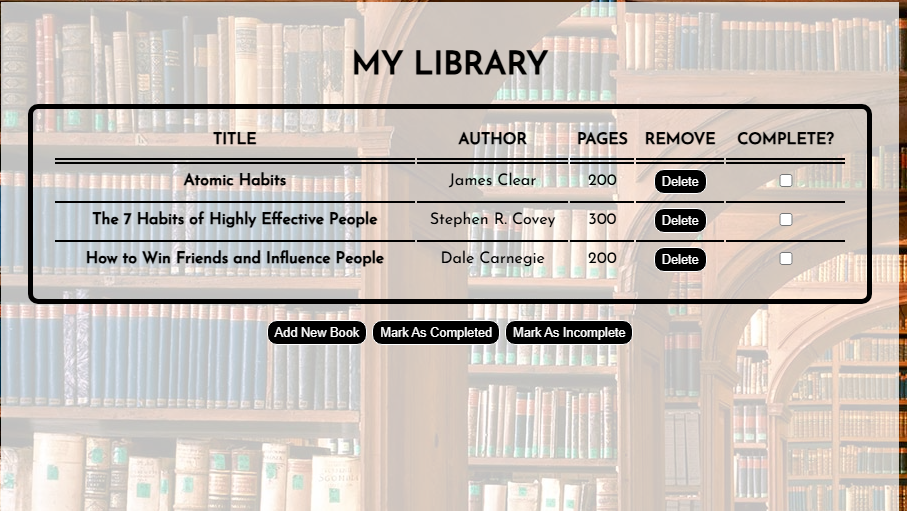 MY LIBRARY
TITLE AUTHOR PAGES REMOVE COMPLETE?
Atomic Habits James Clear 200 Delete
The 7 Habits of Highly Effective People Stephen R. Covey 300 Delete
How to Win Friends and Influence People Dale Carnegie 200 Delete
Add New Book Mark As Completed Mark As Incomplete